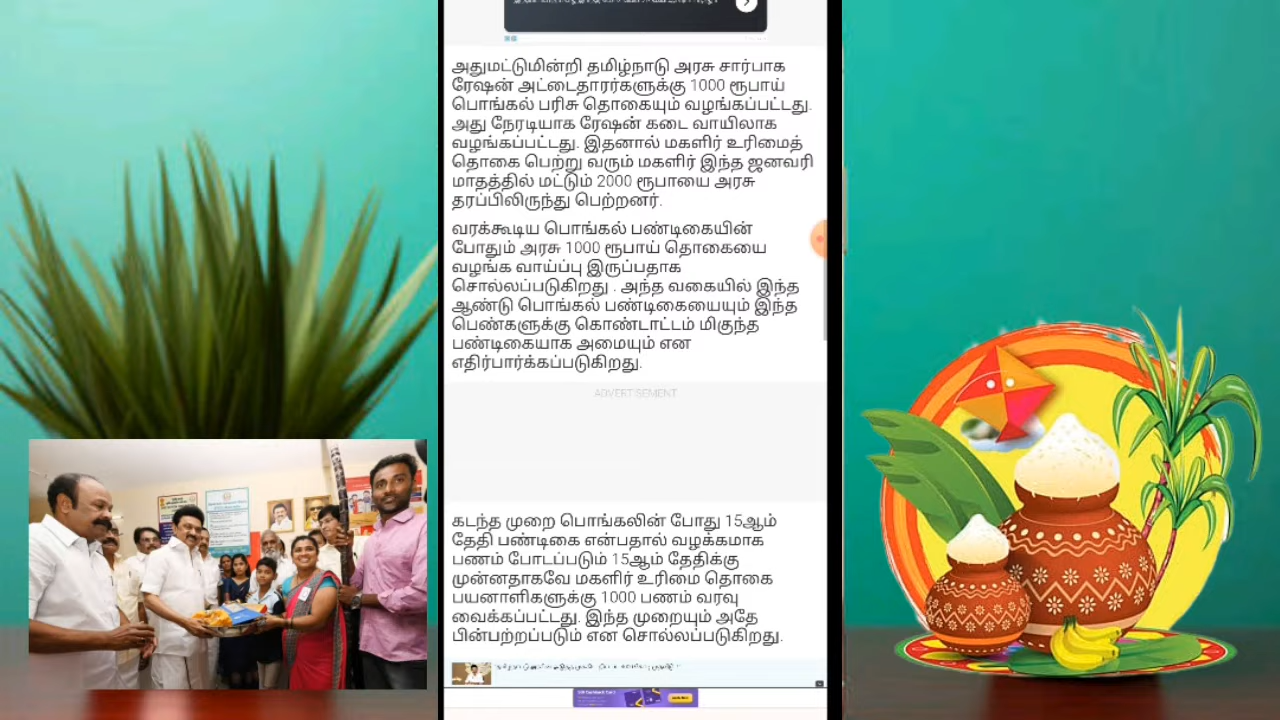 அதுமட்டுமின்றி தமிழ்நாடு அரசு சார்பாக
ரேஷன் அட்டைதாரர்களுக்கு 1000 ரூபாய்
பொங்கல் பரிசு தொகையும் வழங்கப்பட்டது.
அது நேரடியாக ரேஷன் கடை வாயிலாக
வழங்கப்பட்டது. இதனால் மகளிர் உரிமைத்
தொகை பெற்று வரும் மகளிர் இந்த ஜனவரி
மாதத்தில் மட்டும் 2000 ரூபாயை அரசு
தரப்பிலிருந்து பெற்றனர்.
வரக்கூடிய பொங்கல் பண்டிகையின்
போதும் அரசு 1000 ரூபாய் தொகையை
வழங்க வாய்ப்பு இருப்பதாக
சொல்லப்படுகிறது . அந்த வகையில் இந்த
ஆண்டு பொங்கல் பண்டிகையையும் இந்த
பெண்களுக்கு கொண்டாட்டம் மிகுந்த
பண்டிகையாக அமையும் என
எதிர்பார்க்கப்படுகிறது.
ADVERTISEMENT
கடந்த முறை பொங்கலின் போது 15ஆம்
தேதி பண்டிகை என்பதால் வழக்கமாக
பணம் போடப்படும் 15ஆம் தேதிக்கு
முன்னதாகவே மகளிர் உரிமை தொகை
பயனாளிகளுக்கு 1000 பணம் வரவு
வைக்கப்பட்டது. இந்த முறையும் அதே
பின்பற்றப்படும் என சொல்லப்படுகிறது.